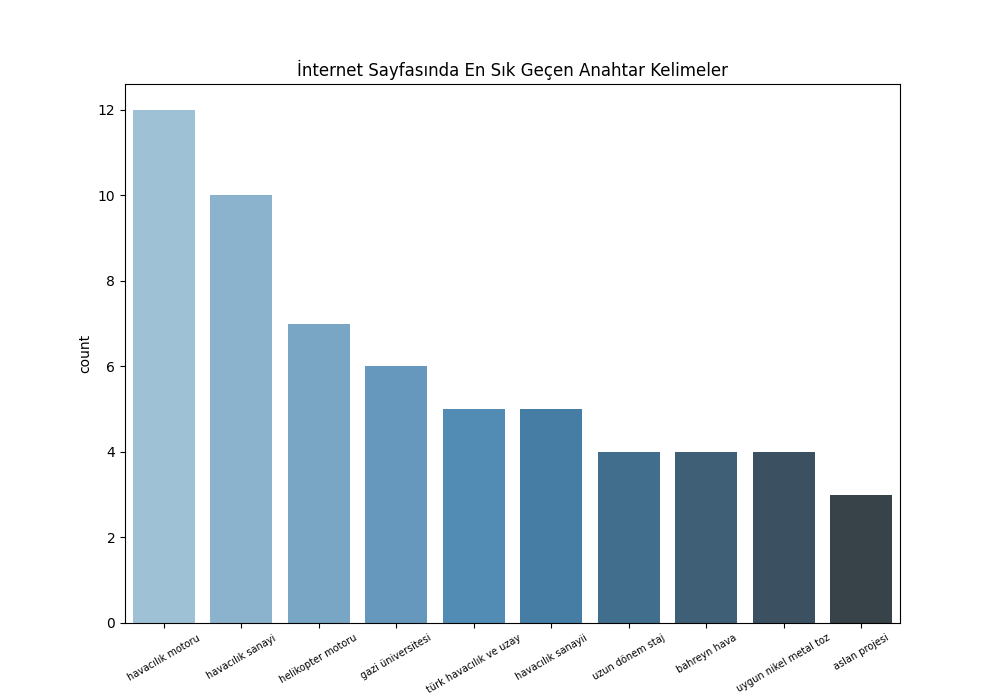 İnternet Sayfasında En Sık Geçen Anahtar Kelimeler
12
10
8
6
4
2
0
count
havacılık motoru
havacılık sanayi
helikopter motoru
gazi üniversitesi
türk havacılık ve uzay
havacılık sanayii
uzun dönem staj
bahreyn hava
uygun nikel metal toz
aslan projesi